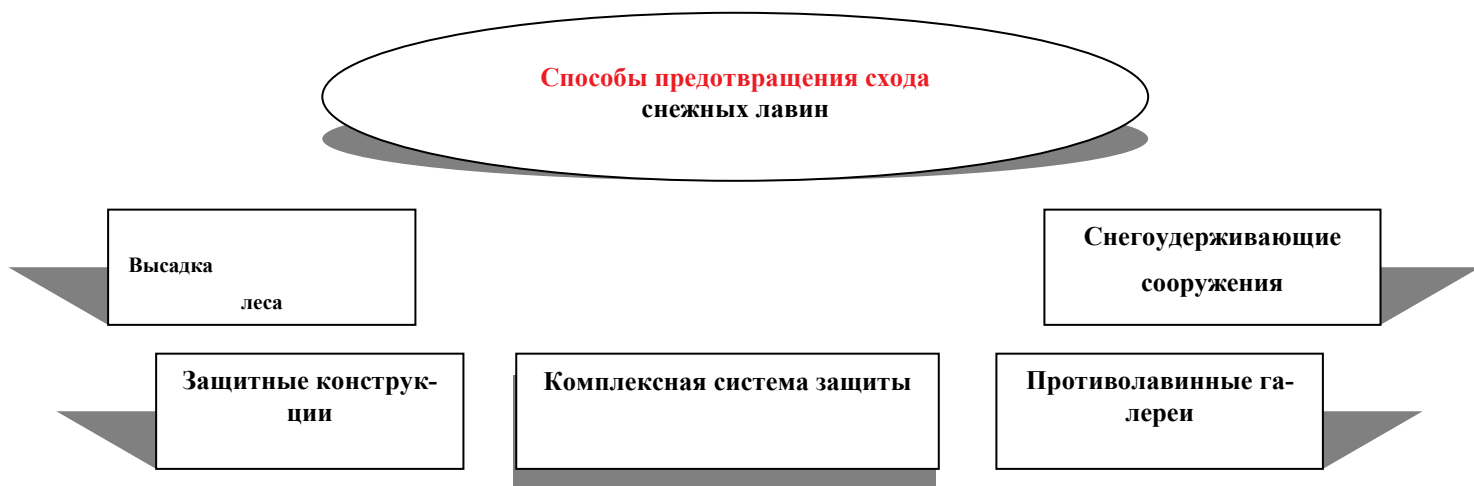 Способы предотвращения схода
снежных лавин
Высадка
леса
Снегоудерживающие
сооружения
Защитные конструк-
ции
Комплексная система защиты
Противолавинные га-
лереи